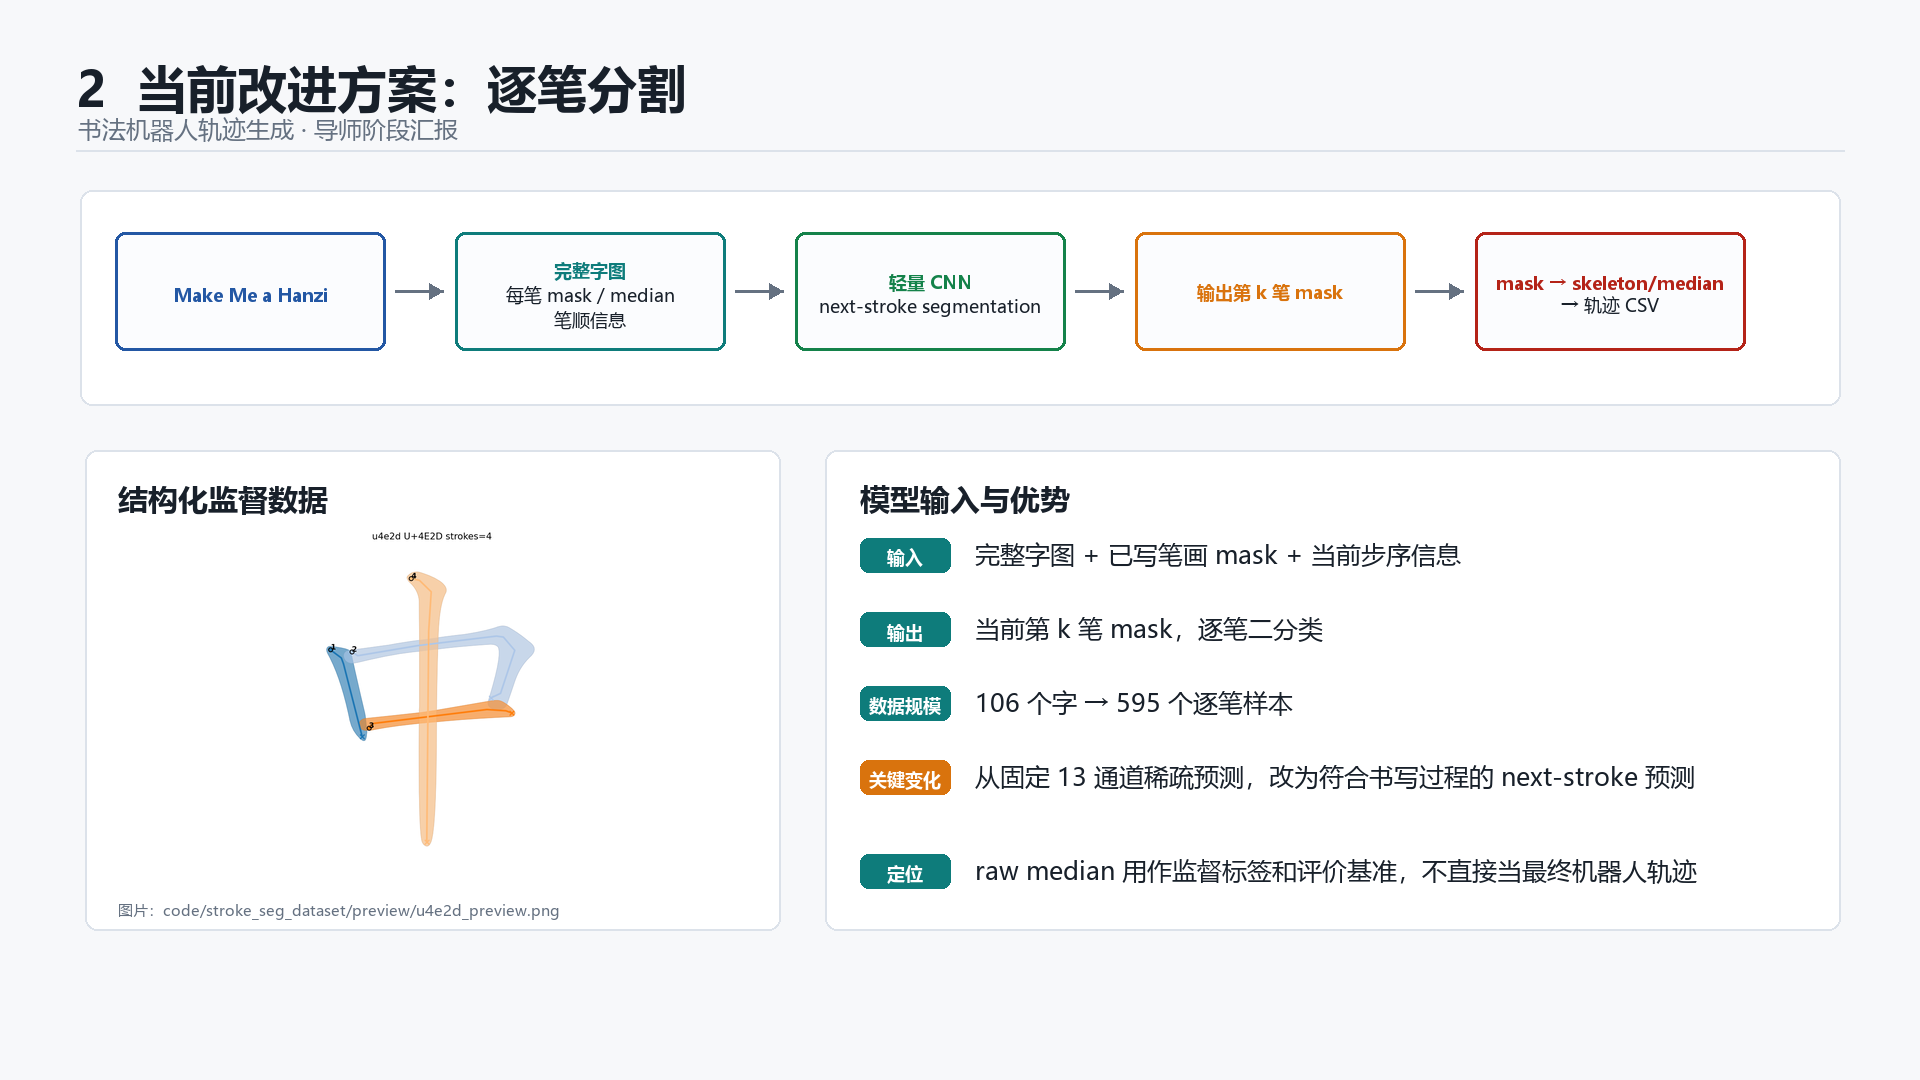 2 当前改进方案：逐笔分割
书法机器人轨迹生成 · 导师阶段汇报
Make Me a Hanzi
完整字图
每笔 mask / median
笔顺信息
轻量 CNN
next-stroke segmentation
输出第 k 笔 mask
mask → skeleton/median
→ 轨迹 CSV
结构化监督数据
u4e2d U+4E2D strokes=4
4
1
2
3
图片：code/stroke_seg_dataset/preview/u4e2d_preview.png
模型输入与优势
输入 完整字图 + 已写笔画 mask + 当前步序信息
输出 当前第 k 笔 mask，逐笔二分类
数据规模 106 个字 → 595 个逐笔样本
关键变化 从固定 13 通道稀疏预测，改为符合书写过程的 next-stroke 预测
定位 raw median 用作监督标签和评价基准，不直接当最终机器人轨迹